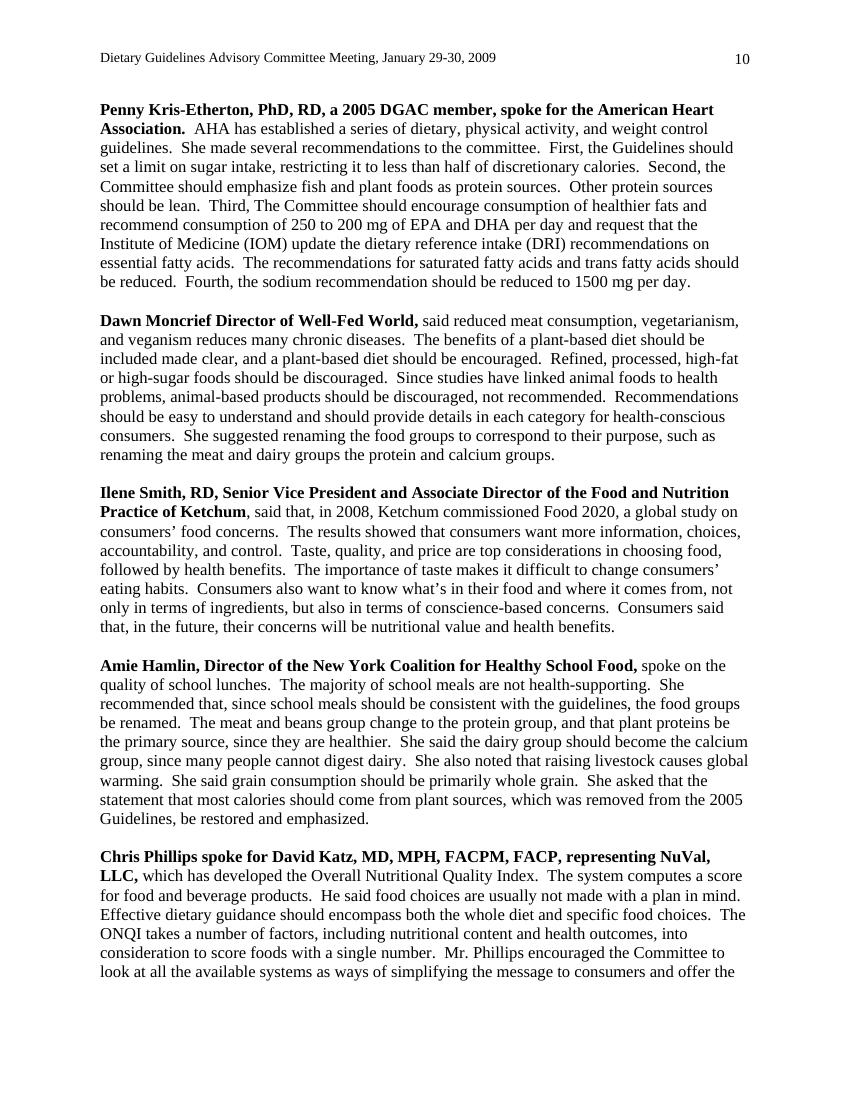 Dietary Guidelines Advisory Committee Meeting, January 29-30, 2009 10
Penny Kris-Etherton, PhD, RD, a 2005 DGAC member, spoke for the American Heart
Association. AHA has established a series of dietary, physical activity, and weight control
guidelines. She made several recommendations to the committee. First, the Guidelines should
set a limit on sugar intake, restricting it to less than half of discretionary calories. Second, the
Committee should emphasize fish and plant foods as protein sources. Other protein sources
should be lean. Third, The Committee should encourage consumption of healthier fats and
recommend consumption of 250 to 200 mg of EPA and DHA per day and request that the
Institute of Medicine (IOM) update the dietary reference intake (DRI) recommendations on
essential fatty acids. The recommendations for saturated fatty acids and trans fatty acids should
be reduced. Fourth, the sodium recommendation should be reduced to 1500 mg per day.
Dawn Moncrief Director of Well-Fed World, said reduced meat consumption, vegetarianism,
and veganism reduces many chronic diseases. The benefits of a plant-based diet should be
included made clear, and a plant-based diet should be encouraged. Refined, processed, high-fat
or high-sugar foods should be discouraged. Since studies have linked animal foods to health
problems, animal-based products should be discouraged, not recommended. Recommendations
should be easy to understand and should provide details in each category for health-conscious
consumers. She suggested renaming the food groups to correspond to their purpose, such as
renaming the meat and dairy groups the protein and calcium groups.
Ilene Smith, RD, Senior Vice President and Associate Director of the Food and Nutrition
Practice of Ketchum, said that, in 2008, Ketchum commissioned Food 2020, a global study on
consumers' food concerns. The results showed that consumers want more information, choices,
accountability, and control. Taste, quality, and price are top considerations in choosing food,
followed by health benefits. The importance of taste makes it difficult to change consumers'
eating habits. Consumers also want to know what's in their food and where it comes from, not
only in terms of ingredients, but also in terms of conscience-based concerns. Consumers said
that, in the future, their concerns will be nutritional value and health benefits.
Amie Hamlin, Director of the New York Coalition for Healthy School Food, spoke on the
quality of school lunches. The majority of school meals are not health-supporting. She
recommended that, since school meals should be consistent with the guidelines, the food groups
be renamed. The meat and beans group change to the protein group, and that plant proteins be
the primary source, since they are healthier. She said the dairy group should become the calcium
group, since many people cannot digest dairy. She also noted that raising livestock causes global
warming. She said grain consumption should be primarily whole grain. She asked that the
statement that most calories should come from plant sources, which was removed from the 2005
Guidelines, be restored and emphasized.
Chris Phillips spoke for David Katz, MD, MPH, FACPM, FACP, representing NuVal,
LLC, which has developed the Overall Nutritional Quality Index. The system computes a score
for food and beverage products. He said food choices are usually not made with a plan in mind.
Effective dietary guidance should encompass both the whole diet and specific food choices. The
ONQI takes a number of factors, including nutritional content and health outcomes, into
consideration to score foods with a single number. Mr. Phillips encouraged the Committee to
look at all the available systems as ways of simplifying the message to consumers and offer the